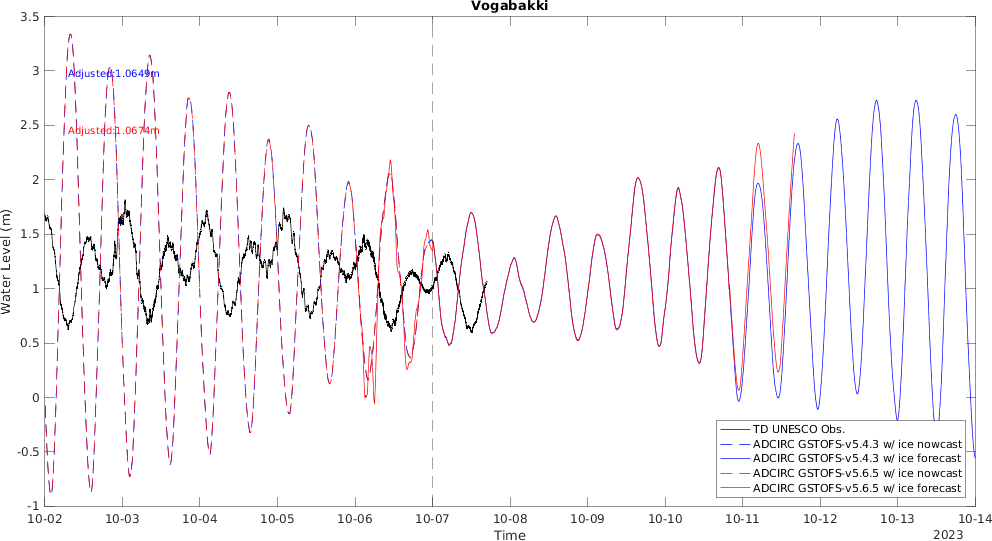 Vogabakki
3.5
3
2.5
2
1.5
1
0.5
0
-0.5
-1
Water Level (m)
Adjusted:1.0649m
Adjusted:1.0674m
TD UNESCO Obs.
ADCIRC GSTOFS-v5.4.3 w/ ice nowcast
ADCIRC GSTOFS-v5.4.3 w/ ice forecast
ADCIRC GSTOFS-v5.6.5 w/ ice nowcast
ADCIRC GSTOFS-v5.6.5 w/ ice forecast
10-02 10-03 10-04 10-05 10-06 10-07 10-08 10-09 10-10 10-11 10-12 10-13 10-14
Time
2023